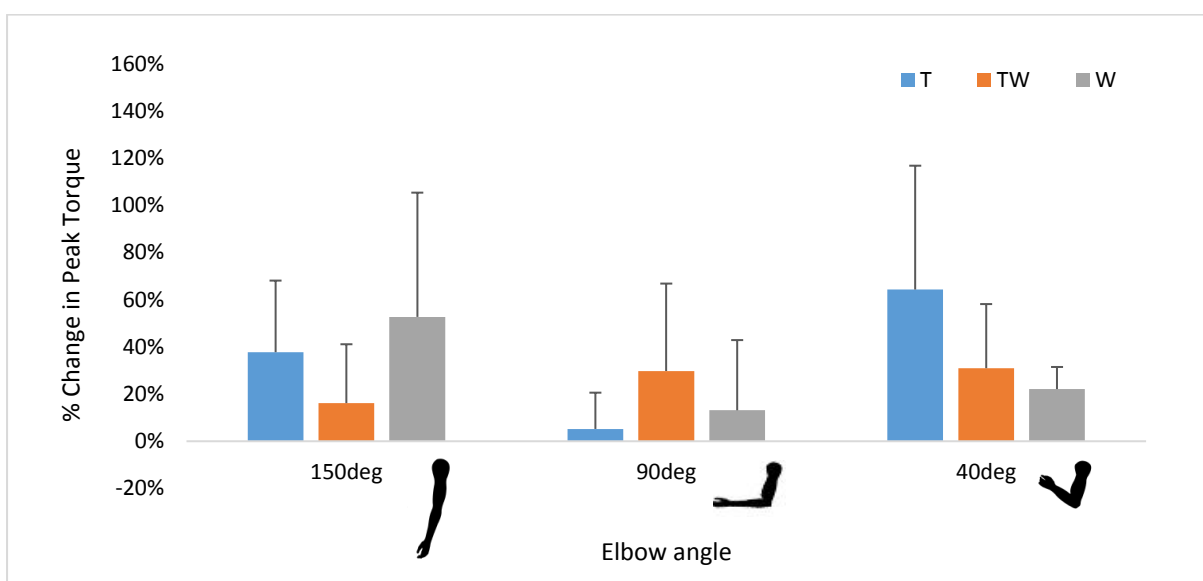 160%
140%
120%
100%
80%
60%
40%
20%
0%
-20%
% Change in Peak Torque
T TW W
150deg 90deg 40deg
Elbow angle